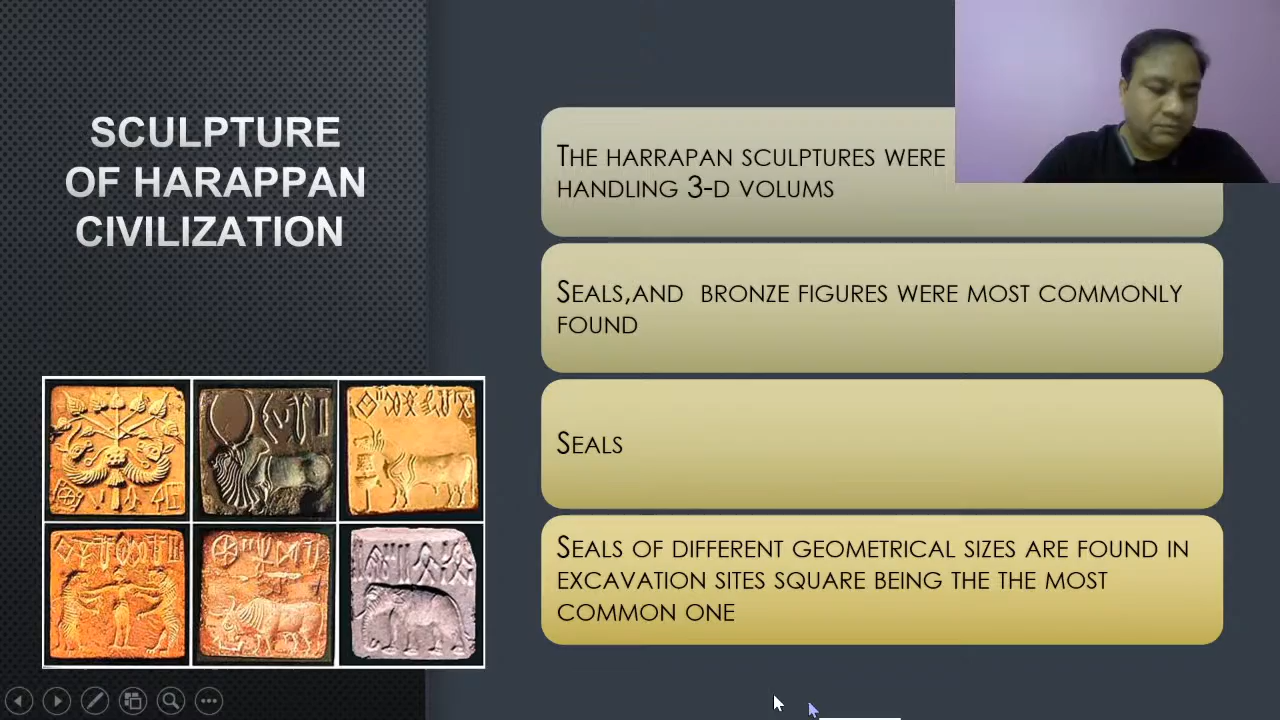 SCULPTURE
OF HARAPPAN
CIVILIZATION
THE HARRAPAN SCULPTURES WERE
HANDLING 3-D VOLUMS
SEALS,AND BRONZE FIGURES WERE MOST COMMONLY
FOUND
SEALS
SEALS OF DIFFERENT GEOMETRICAL SIZES ARE FOUND IN
EXCAVATION SITES SQUARE BEING THE THE MOST
COMMON ONE